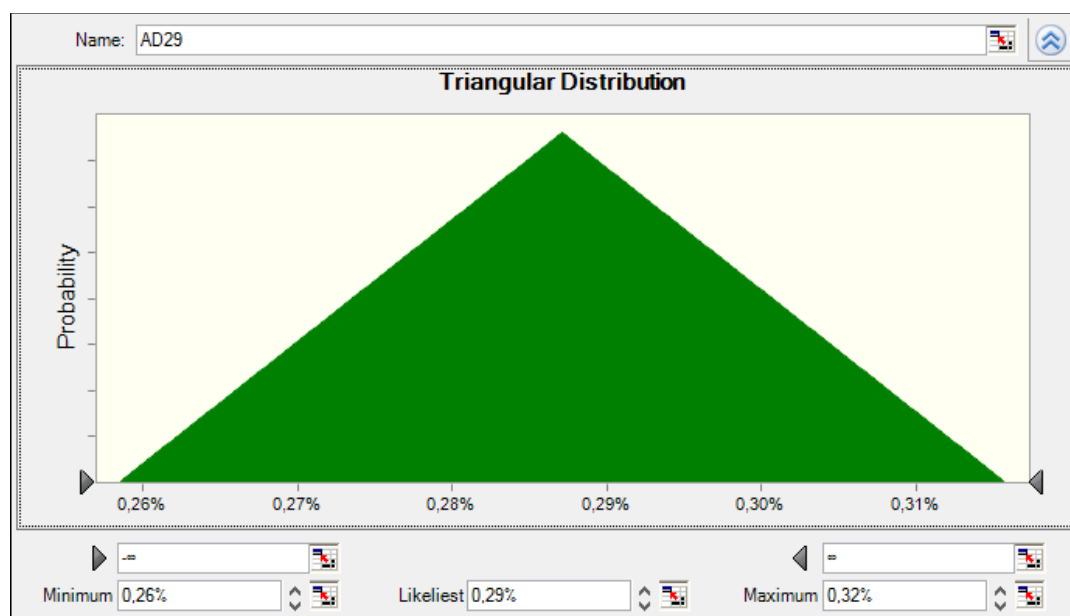 Name: AD29
Triangular Distribution
Probability
0,26% 0,27% 0,28% 0,29% 0,30% 0,31%
-∞ ∞
Minimum 0,26% Likeliest 0,29% Maximum 0,32%